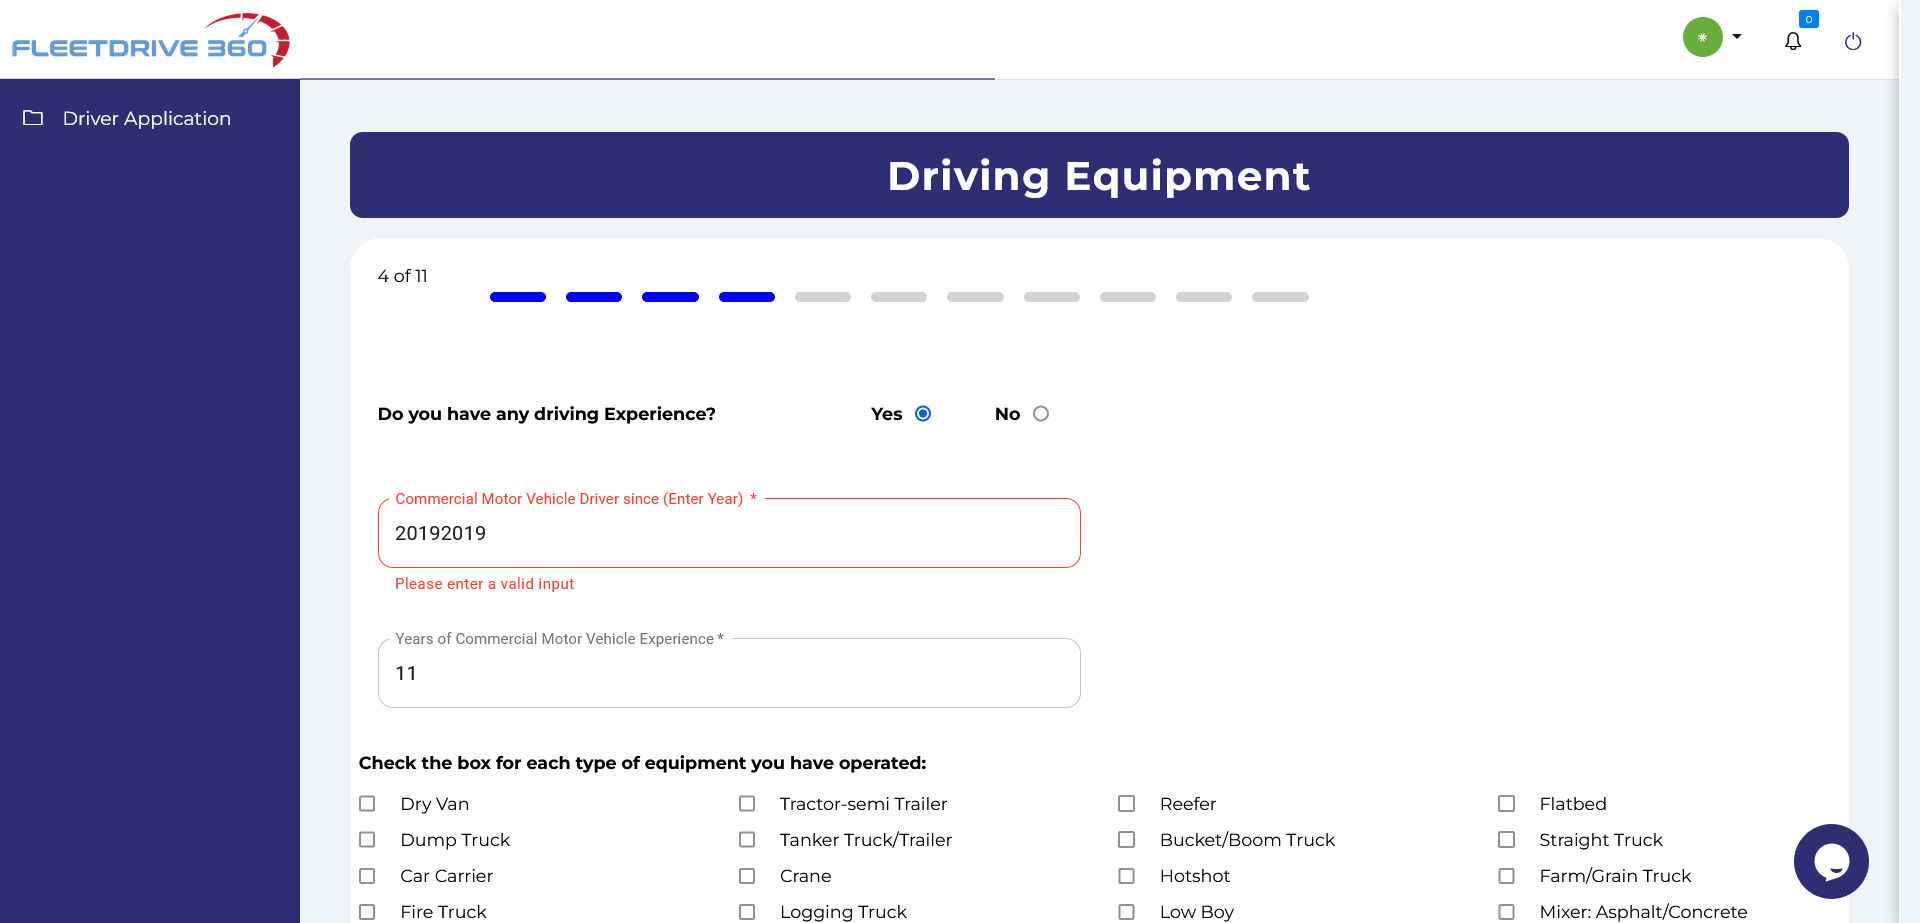 FLEETDRIVE 360
0
Driver Application
Driving Equipment
4 of 11
Do you have any driving Experience? Yes No
Commercial Motor Vehicle Driver since (Enter Year) *
20192019
Please enter a valid input
Years of Commercial Motor Vehicle Experience *
11
Check the box for each type of equipment you have operated:
Dry Van Tractor-semi Trailer Reefer Flatbed
Dump Truck Tanker Truck/Trailer Bucket/Boom Truck Straight Truck
Car Carrier Crane Hotshot Farm/Grain Truck
Fire Truck Logging Truck Low Boy Mixer: Asphalt/Concrete